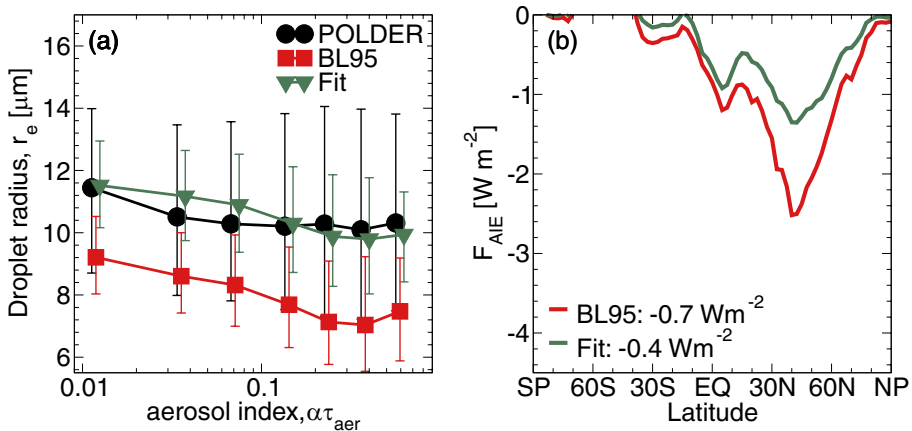 (a)
POLDER
BL95
Fit
16
14
12
10
8
6
Droplet radius, r_e [μm]
0.01
0.1
aerosol index,ατ_aer
(b)
0
-1
-2
-3
-4
F_AIE [W m⁻²]
BL95: -0.7 Wm⁻²
Fit: -0.4 Wm⁻²
SP 60S 30S EQ 30N 60N NP
Latitude